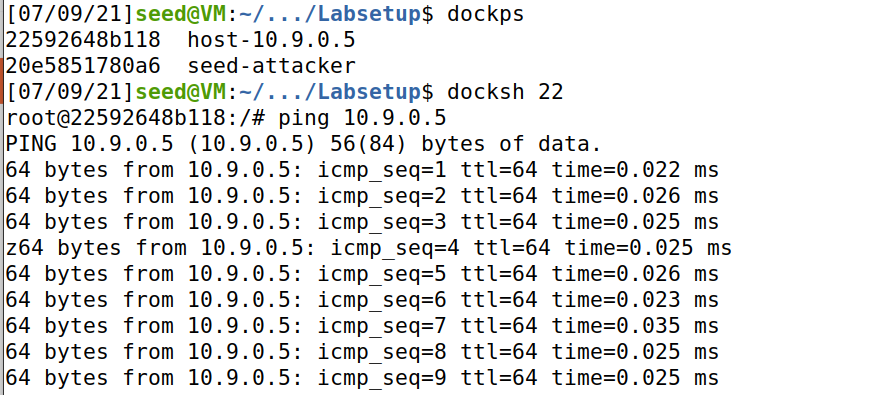 [07/09/21]seed@VM:~/.../Labsetup$ dockps
22592648b118  host-10.9.0.5
20e5851780a6  seed-attacker
[07/09/21]seed@VM:~/.../Labsetup$ docksh 22
root@22592648b118:/# ping 10.9.0.5
PING 10.9.0.5 (10.9.0.5) 56(84) bytes of data.
64 bytes from 10.9.0.5: icmp_seq=1 ttl=64 time=0.022 ms
64 bytes from 10.9.0.5: icmp_seq=2 ttl=64 time=0.026 ms
64 bytes from 10.9.0.5: icmp_seq=3 ttl=64 time=0.025 ms
z64 bytes from 10.9.0.5: icmp_seq=4 ttl=64 time=0.025 ms
64 bytes from 10.9.0.5: icmp_seq=5 ttl=64 time=0.026 ms
64 bytes from 10.9.0.5: icmp_seq=6 ttl=64 time=0.023 ms
64 bytes from 10.9.0.5: icmp_seq=7 ttl=64 time=0.035 ms
64 bytes from 10.9.0.5: icmp_seq=8 ttl=64 time=0.025 ms
64 bytes from 10.9.0.5: icmp_seq=9 ttl=64 time=0.025 ms